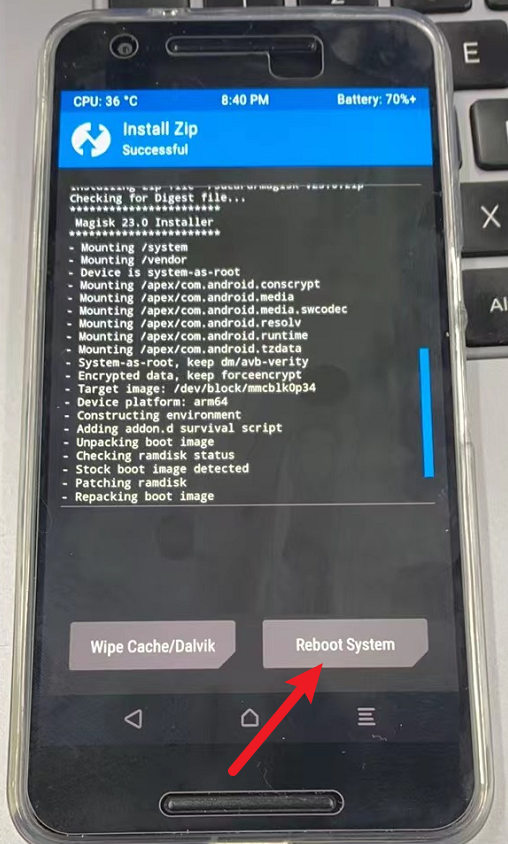 CPU: 36 °C 8:40 PM Battery: 70%+
Install Zip
Successful
Checking for Digest file...
**********************
Magisk 23.0 Installer
**********************
- Mounting /system
- Mounting /vendor
- Device is system-as-root
- Mounting /apex/com.android.conscrypt
- Mounting /apex/com.android.media
- Mounting /apex/com.android.media.swcodec
- Mounting /apex/com.android.resolv
- Mounting /apex/com.android.runtime
- Mounting /apex/com.android.tzdata
- System-as-root, keep dm/avb-verity
- Encrypted data, keep forceencrypt
- Target image: /dev/block/mmcblk0p34
- Device platform: arm64
- Constructing environment
- Adding addon.d survival script
- Unpacking boot image
- Checking ramdisk status
- Stock boot image detected
- Patching ramdisk
- Repacking boot image
Wipe Cache/Dalvik
Reboot System
E
X